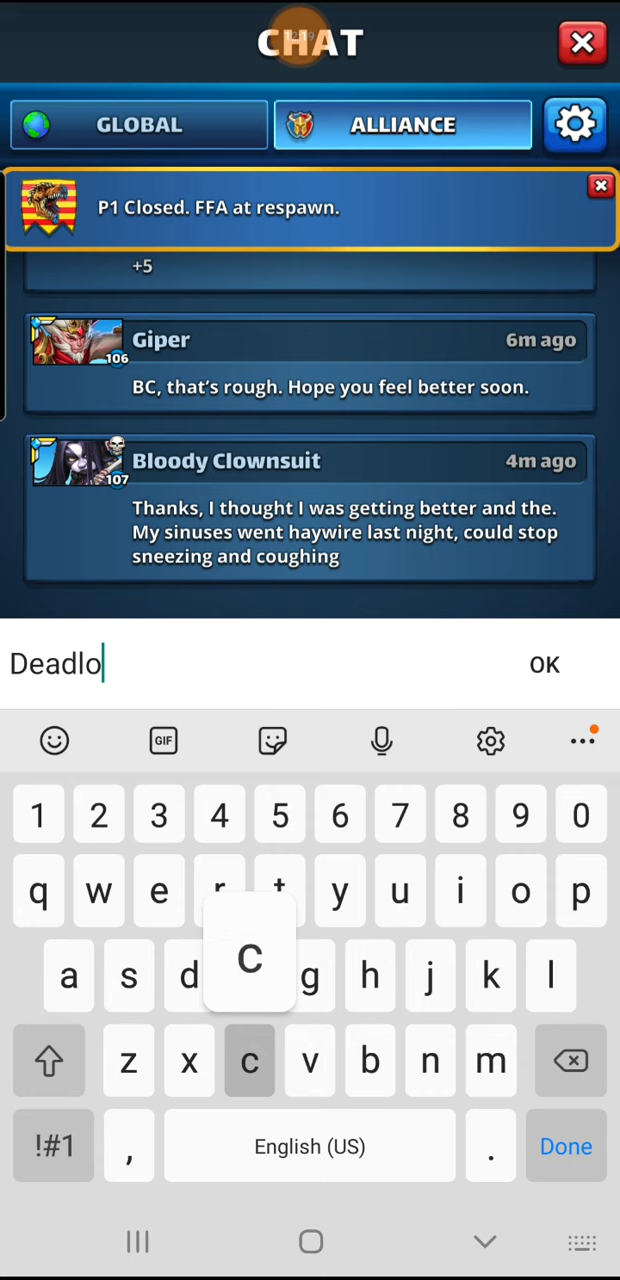 CHAT
12:19
GLOBAL
ALLIANCE
P1 Closed. FFA at respawn.
+5
Giper
6m ago
106
BC, that's rough. Hope you feel better soon.
Bloody Clownsuit
4m ago
107
Thanks, I thought I was getting better and the.
My sinuses went haywire last night, could stop
sneezing and coughing
Deadlo
OK
GIF
1 2 3 4 5 6 7 8 9 0
q w e r t y u i o p
c
a s d g h j k l
z x c v b n m
!#1 , English (US) . Done